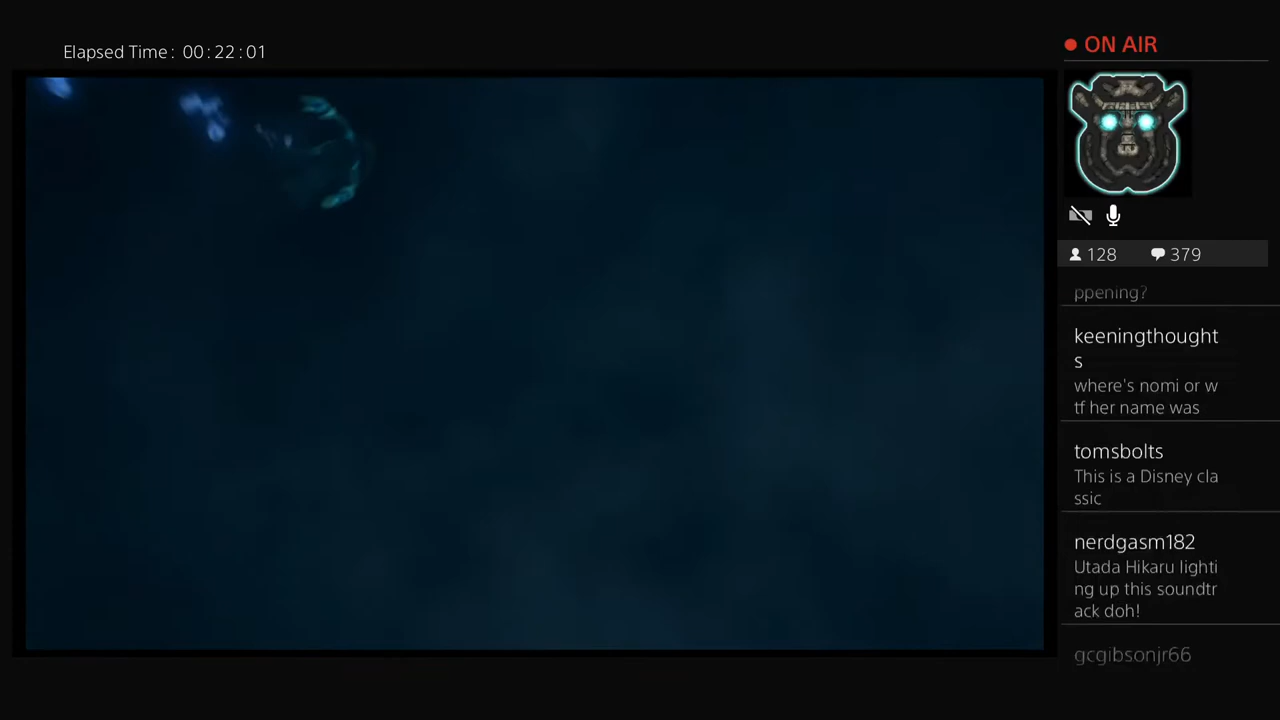 Elapsed Time: 00:22:01
ON AIR
128 379
ppening?
keeningthought
s
where's nomi or w
tf her name was
tomsbolts
This is a Disney cla
ssic
nerdgasm182
Utada Hikaru lighti
ng up this soundtr
ack doh!
gcgibsonjr66